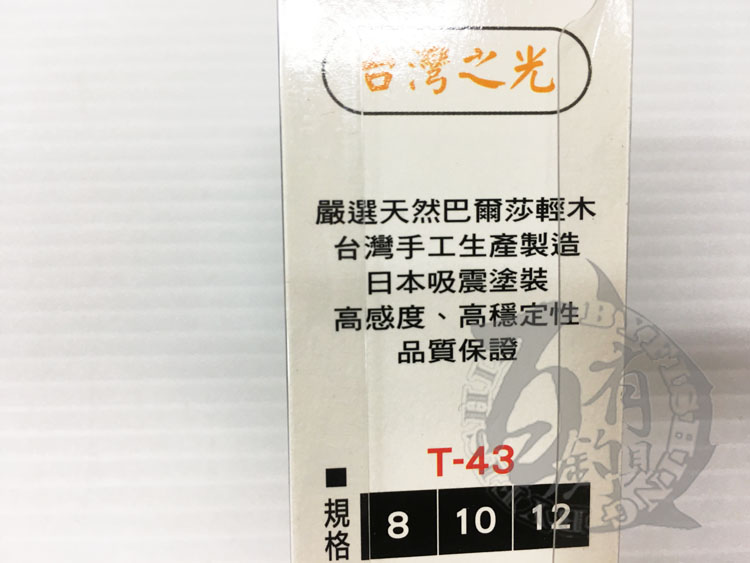 台灣之光
嚴選天然巴爾莎輕木
台灣手工生產製造
日本吸震塗裝
高感度、高穩定性
品質保證
T-43
■規格 8 10 12